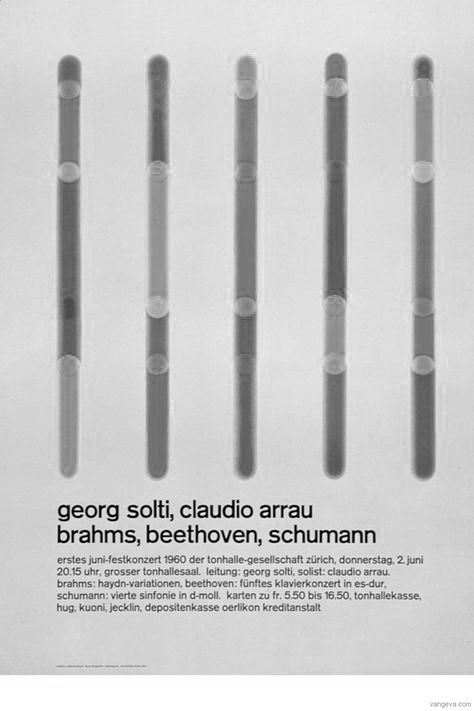 georg solti, claudio arrau
brahms, beethoven, schumann
erstes juni-festkonzert 1960 der tonhalle-gesellschaft zürich, donnerstag, 2. juni
20.15 uhr, grosser tonhallesaal. leitung: georg solti, solist: claudio arrau.
brahms: haydn-variationen, beethoven: fünftes klavierkonzert in es-dur,
schumann: vierte sinfonie in d-moll. karten zu fr. 5.50 bis 16.50, tonhallekasse,
hug, kuoni, jecklin, depositenkasse oerlikon kreditanstalt
vangeva.com